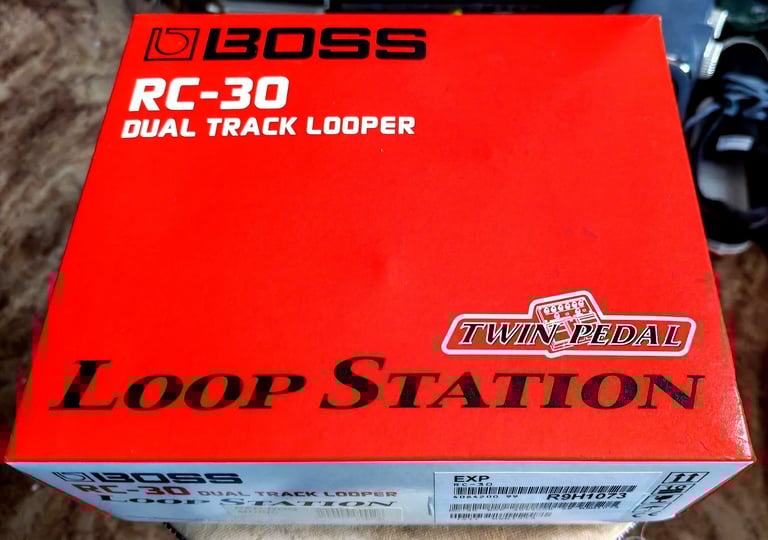 BOSS
RC-30
DUAL TRACK LOOPER
TWIN PEDAL
LOOP STATION
BOSS
RC-30 DUAL TRACK LOOPER
LOOP STATION
EXP
RC-30
R9H1073